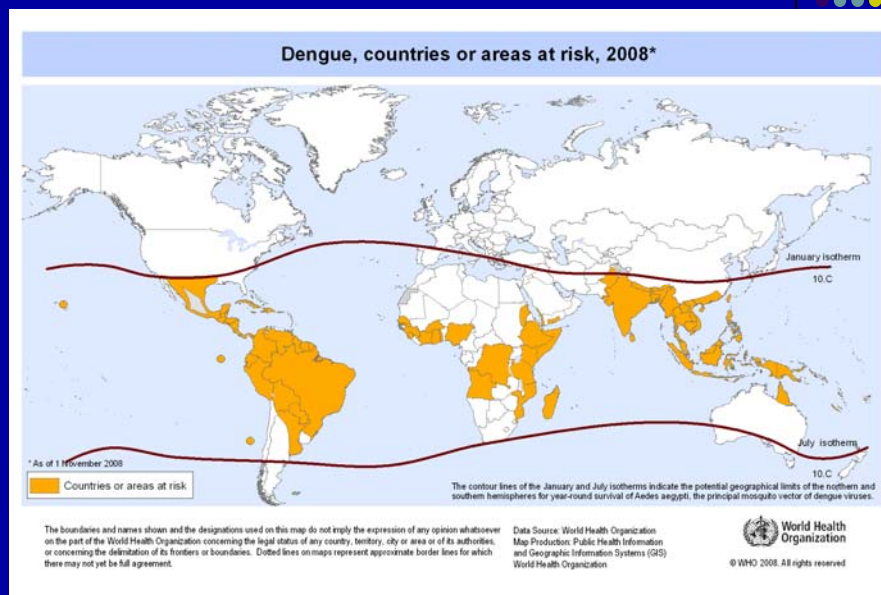 Dengue, countries or areas at risk, 2008*
January isotherm
10.C
July isotherm
10.C
* As of 1 November 2008
Countries or areas at risk
The contour lines of the January and July isotherms indicate the potential geographical limits of the northern and
southern hemispheres for year-round survival of Aedes aegypti, the principal mosquito vector of dengue viruses.
The boundaries and names shown and the designations used on this map do not imply the expression of any opinion whatsoever
on the part of the World Health Organization concerning the legal status of any country, territory, city or area or of its authorities,
or concerning the delimitation of its frontiers or boundaries. Dotted lines on maps represent approximate border lines for which
there may not yet be full agreement.
Data Source: World Health Organization
Map Production: Public Health Information
and Geographic Information Systems (GIS)
World Health Organization
World Health
Organization
© WHO 2008. All rights reserved